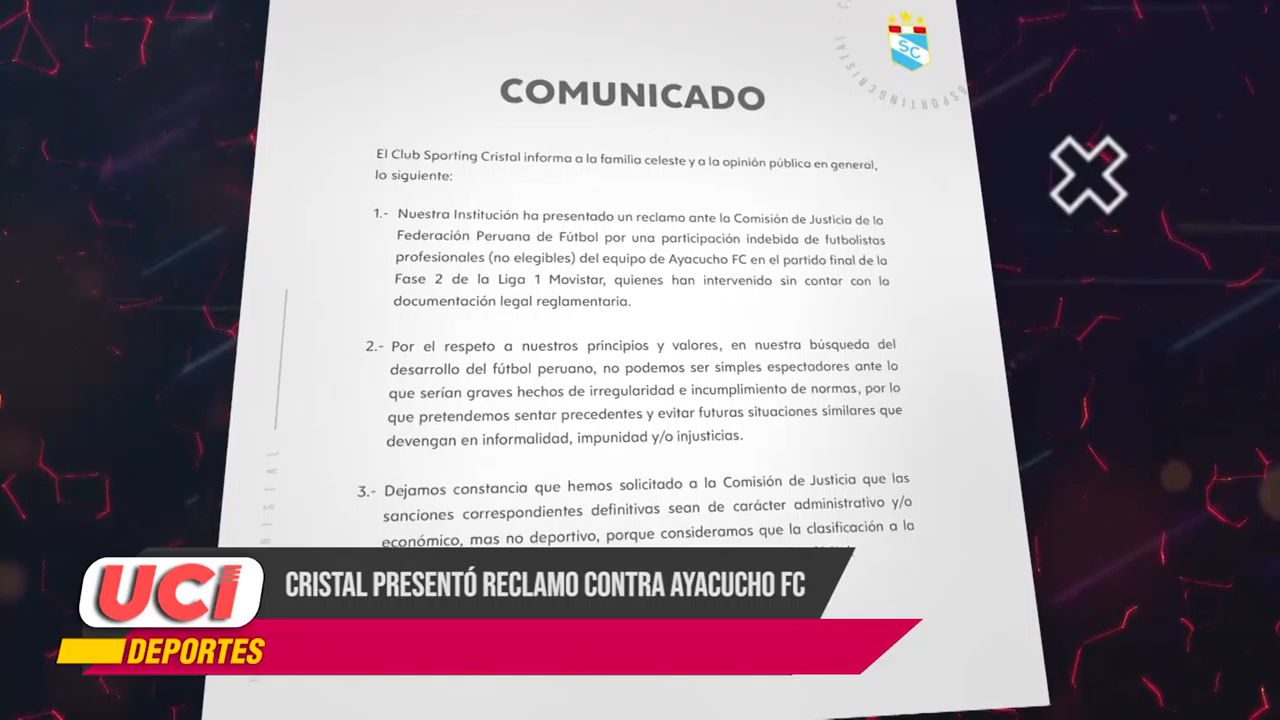 SC
SPORTINGCRISTAL
COMUNICADO
El Club Sporting Cristal informa a la familia celeste y a la opinión pública en general,
lo siguiente:
1.- Nuestra Institución ha presentado un reclamo ante la Comisión de Justicia de la
Federación Peruana de Fútbol por una participación indebida de futbolistas
profesionales (no elegibles) del equipo de Ayacucho FC en el partido final de la
Fase 2 de la Liga 1 Movistar, quienes han intervenido sin contar con la
documentación legal reglamentaria.
2.- Por el respeto a nuestros principios y valores, en nuestra búsqueda del
desarrollo del fútbol peruano, no podemos ser simples espectadores ante lo
que serían graves hechos de irregularidad e incumplimiento de normas, por lo
que pretendemos sentar precedentes y evitar futuras situaciones similares que
devengan en informalidad, impunidad y/o injusticias.
3.- Dejamos constancia que hemos solicitado a la Comisión de Justicia que las
sanciones correspondientes definitivas sean de carácter administrativo y/o
económico, mas no deportivo, porque consideramos que la clasificación a la
UCi
DEPORTES
CRISTAL PRESENTÓ RECLAMO CONTRA AYACUCHO FC